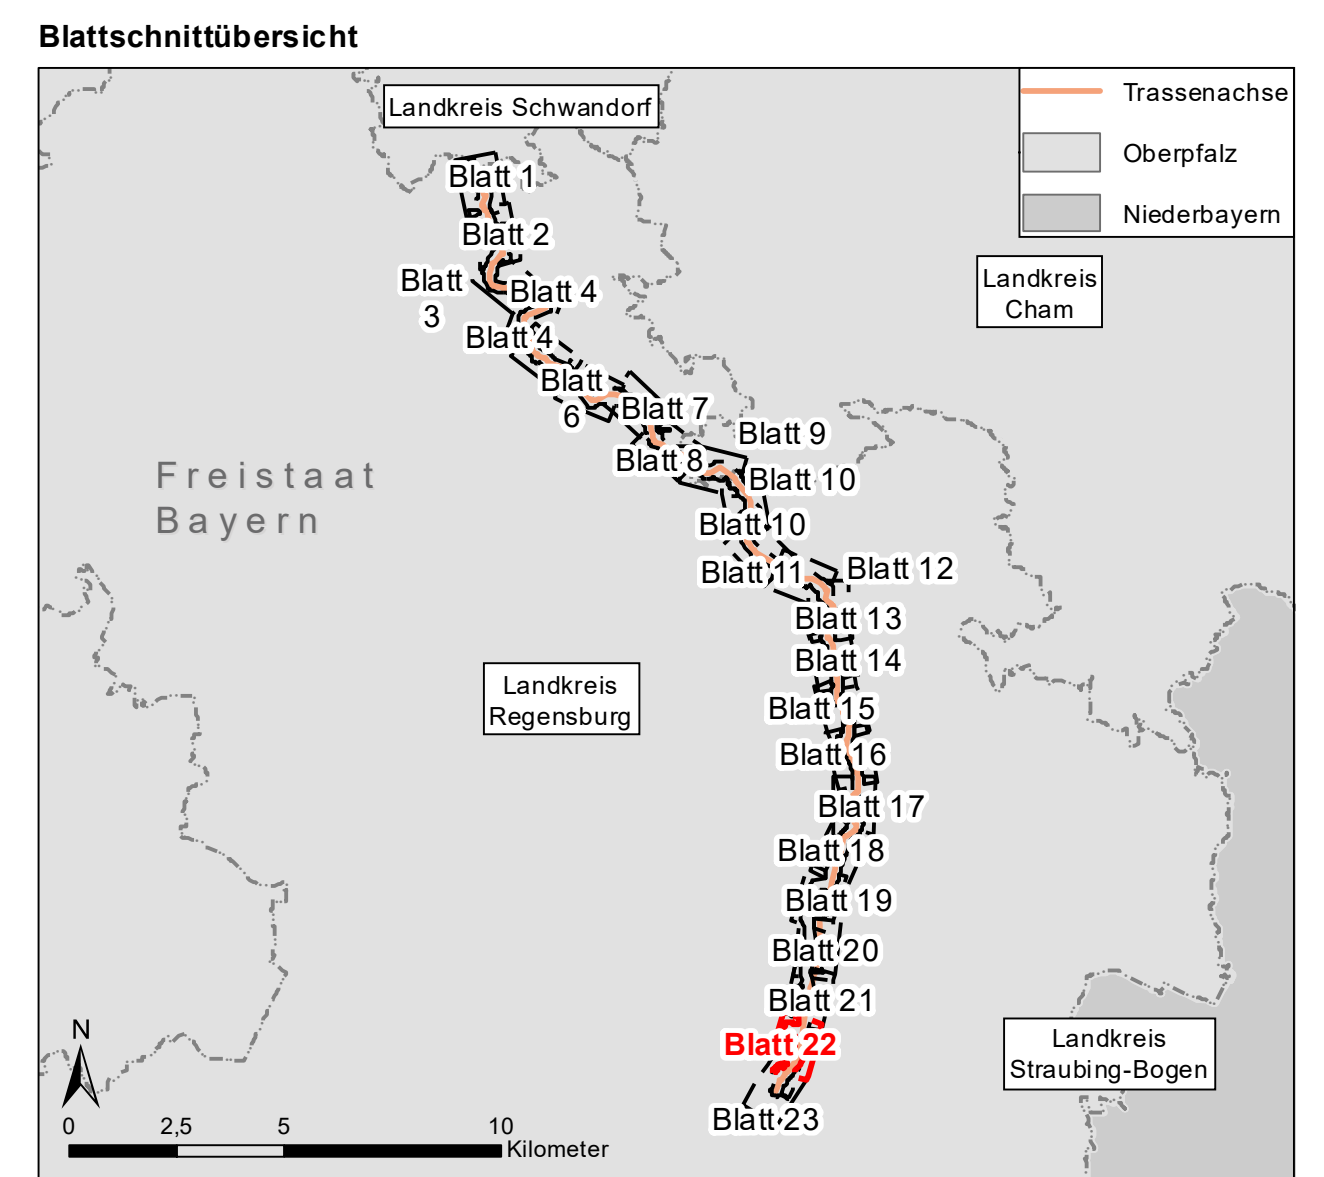 Blattschnittübersicht
Landkreis Schwandorf
Trassenachse
Oberpfalz
Niederbayern
Blatt 1
Blatt 2
Landkreis
Cham
Blatt
3
Blatt 4
Blatt 4
Blatt
6
Blatt 7
Blatt 9
Blatt 8
Blatt 10
Freistaat
Bayern
Blatt 10
Blatt 11
Blatt 12
Blatt 13
Blatt 14
Landkreis
Regensburg
Blatt 15
Blatt 16
Blatt 17
Blatt 18
Blatt 19
Blatt 20
Blatt 21
Blatt 22
Landkreis
Straubing-Bogen
Blatt 23
N
0 2,5 5 10
Kilometer